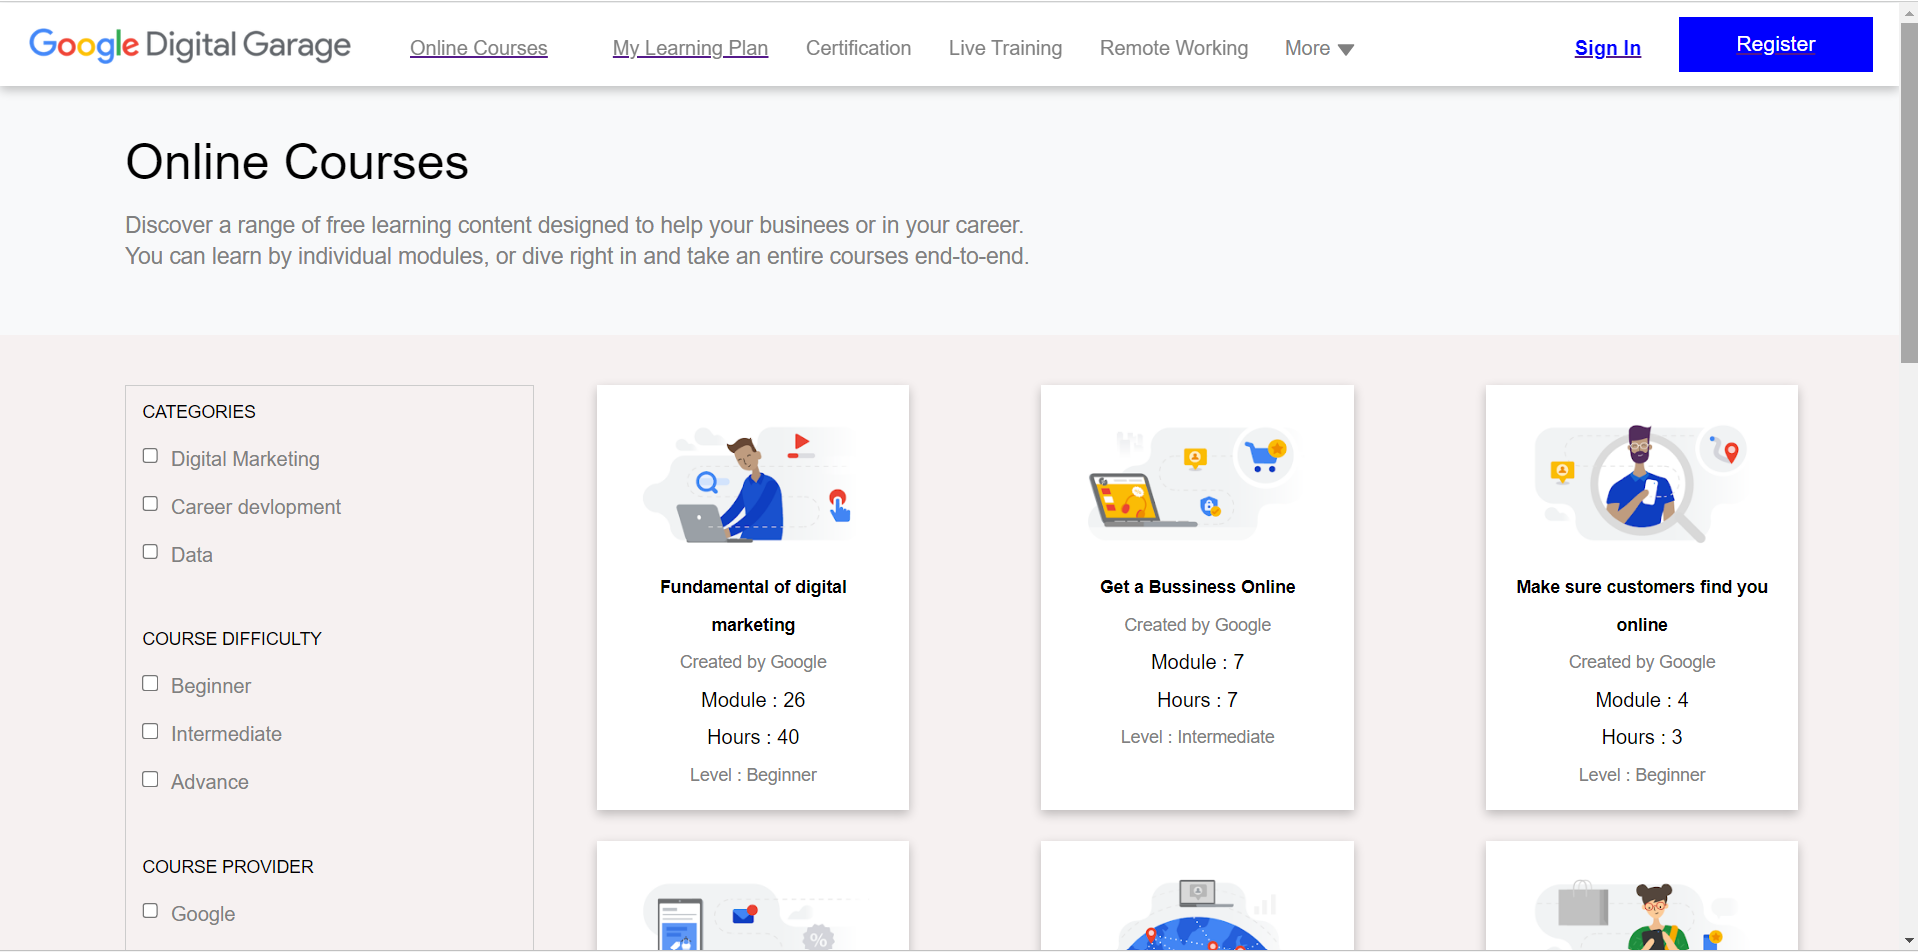 Google Digital Garage Online Courses My Learning Plan Certification Live Training Remote Working More Sign In Register
Online Courses
Discover a range of free learning content designed to help your businees or in your career.
You can learn by individual modules, or dive right in and take an entire courses end-to-end.
CATEGORIES
Digital Marketing
Career devlopment
Data
COURSE DIFFICULTY
Beginner
Intermediate
Advance
COURSE PROVIDER
Google
Fundamental of digital
marketing
Created by Google
Module : 26
Hours : 40
Level : Beginner
Get a Bussiness Online
Created by Google
Module : 7
Hours : 7
Level : Intermediate
Make sure customers find you
online
Created by Google
Module : 4
Hours : 3
Level : Beginner
%